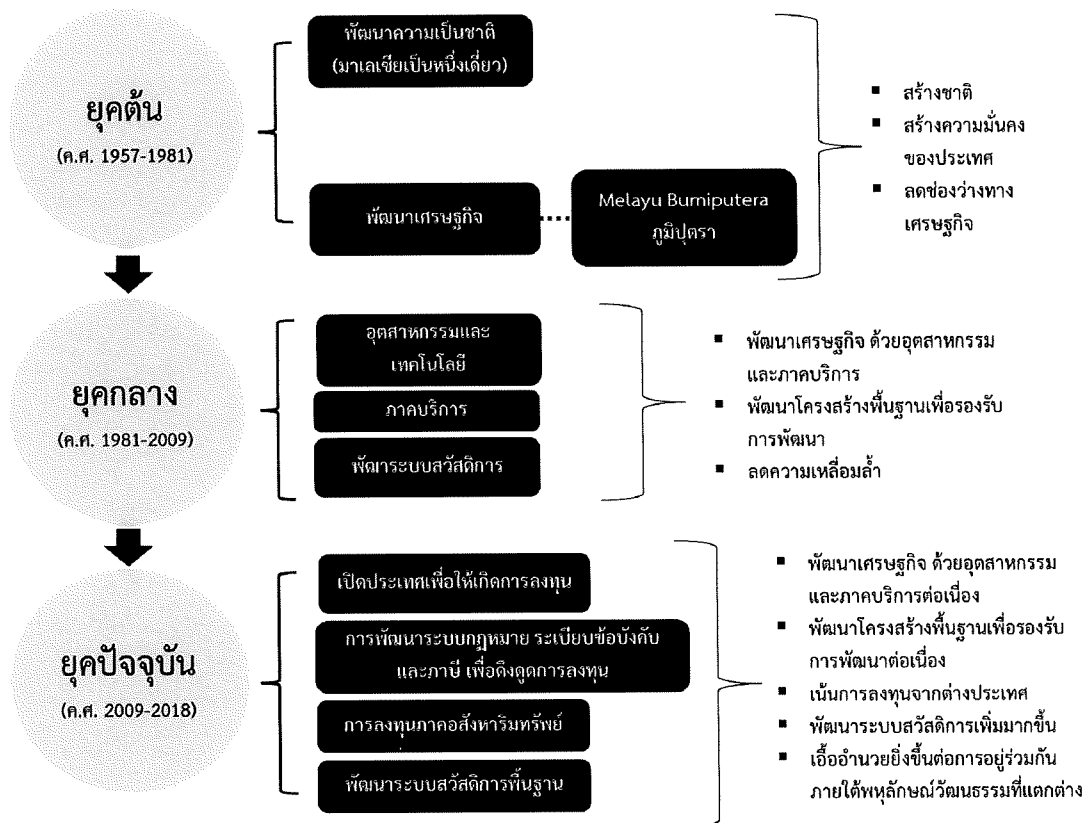 ยุคต้น
(ค.ศ. 1957-1981)
พัฒนาความเป็นชาติ
(มาเลเซียเป็นหนึ่งเดียว)
พัฒนาเศรษฐกิจ
Melayu Bumiputera
ภูมิปุตรา
▪ สร้างชาติ
▪ สร้างความมั่นคง
ของประเทศ
▪ ลดช่องว่างทาง
เศรษฐกิจ
ยุคกลาง
(ค.ศ. 1981-2009)
อุตสาหกรรมและ
เทคโนโลยี
ภาคบริการ
พัฒาระบบสวัสดิการ
▪ พัฒนาเศรษฐกิจ ด้วยอุตสาหกรรม
และภาคบริการ
▪ พัฒนาโครงสร้างพื้นฐานเพื่อรองรับ
การพัฒนา
▪ ลดความเหลื่อมล้ำ
ยุคปัจจุบัน
(ค.ศ. 2009-2018)
เปิดประเทศเพื่อให้เกิดการลงทุน
การพัฒนาระบบกฎหมาย ระเบียบข้อบังคับ
และภาษี เพื่อดึงดูดการลงทุน
การลงทุนภาคอสังหาริมทรัพย์
พัฒนาระบบสวัสดิการพื้นฐาน
▪ พัฒนาเศรษฐกิจ ด้วยอุตสาหกรรม
และภาคบริการต่อเนื่อง
▪ พัฒนาโครงสร้างพื้นฐานเพื่อรองรับ
การพัฒนาต่อเนื่อง
▪ เน้นการลงทุนจากต่างประเทศ
▪ พัฒนาระบบสวัสดิการเพิ่มมากขึ้น
▪ เอื้ออำนวยยิ่งขึ้นต่อการอยู่ร่วมกัน
ภายใต้พหุลักษณ์วัฒนธรรมที่แตกต่าง